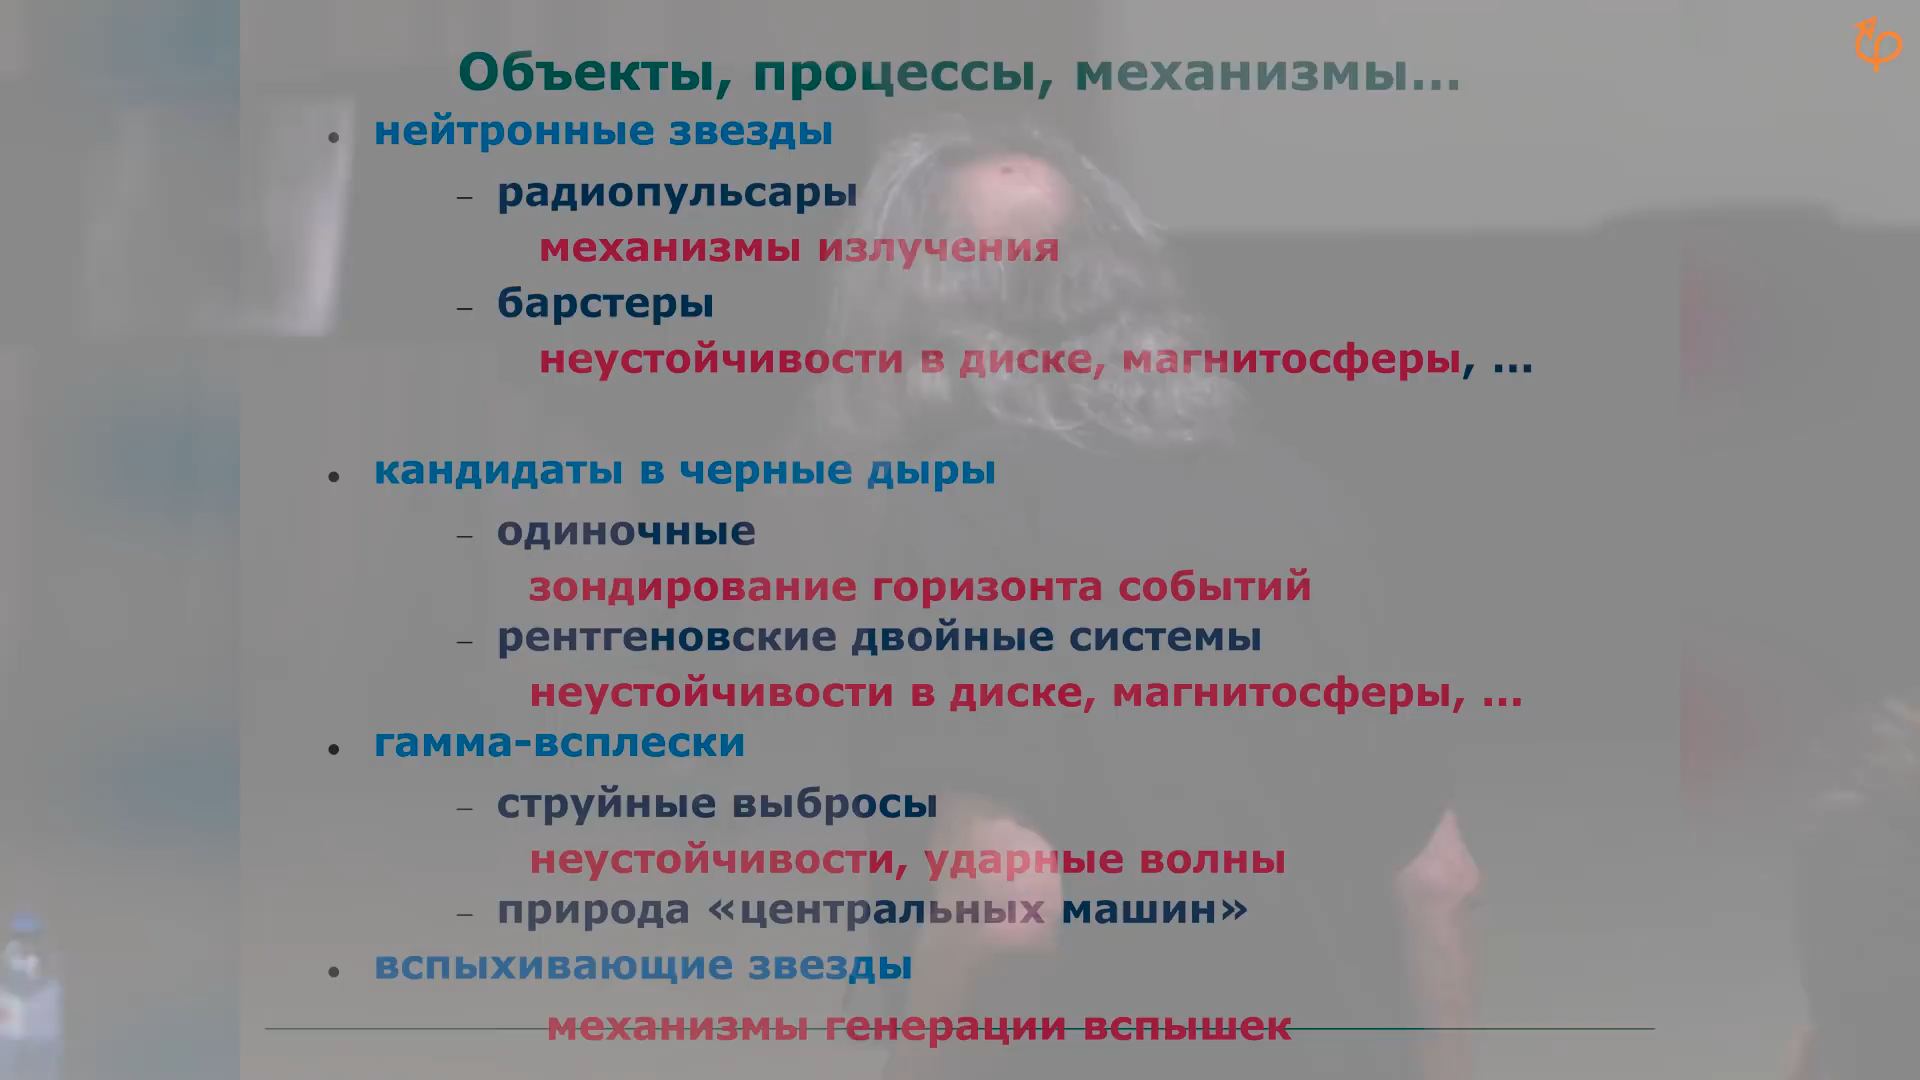 Объекты, процессы, механизмы...
• нейтронные звезды
– радиопульсары
механизмы излучения
– барстеры
неустойчивости в диске, магнитосферы, ...
• кандидаты в черные дыры
– одиночные
зондирование горизонта событий
– рентгеновские двойные системы
неустойчивости в диске, магнитосферы, ...
• гамма-всплески
– струйные выбросы
неустойчивости, ударные волны
– природа «центральных машин»
• вспыхивающие звезды
механизмы генерации вспышек